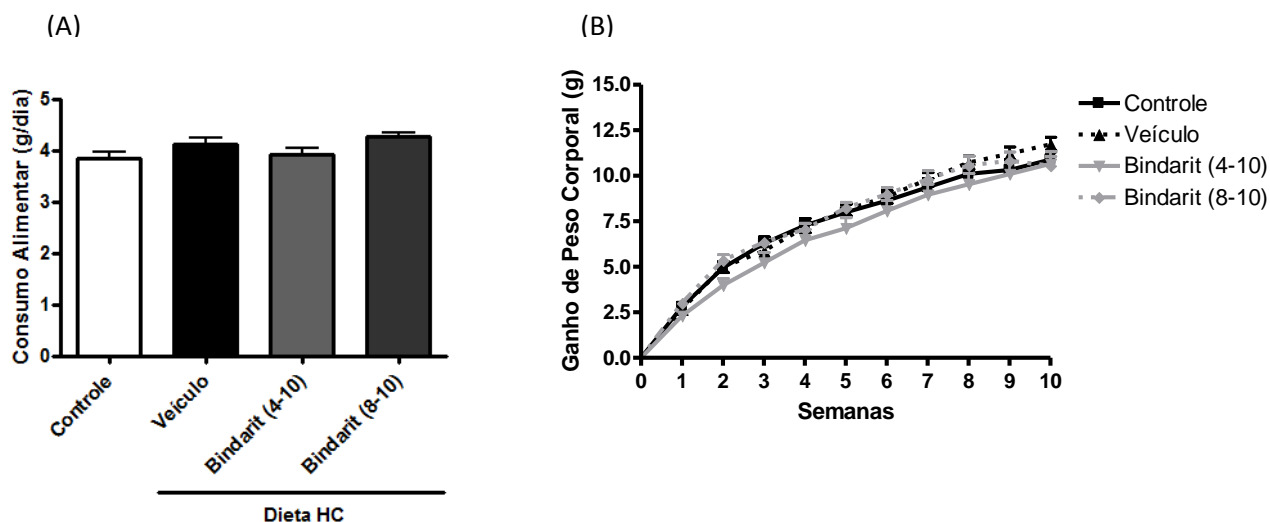 (A)
Consumo Alimentar (g/dia)
5
4
3
2
1
0
Controle
Veículo
Bindarit (4-10)
Bindarit (8-10)
Dieta HC
(B)
Ganho de Peso Corporal (g)
15.0
12.5
10.0
7.5
5.0
2.5
0.0
0 1 2 3 4 5 6 7 8 9 10
Semanas
Controle
Veículo
Bindarit (4-10)
Bindarit (8-10)